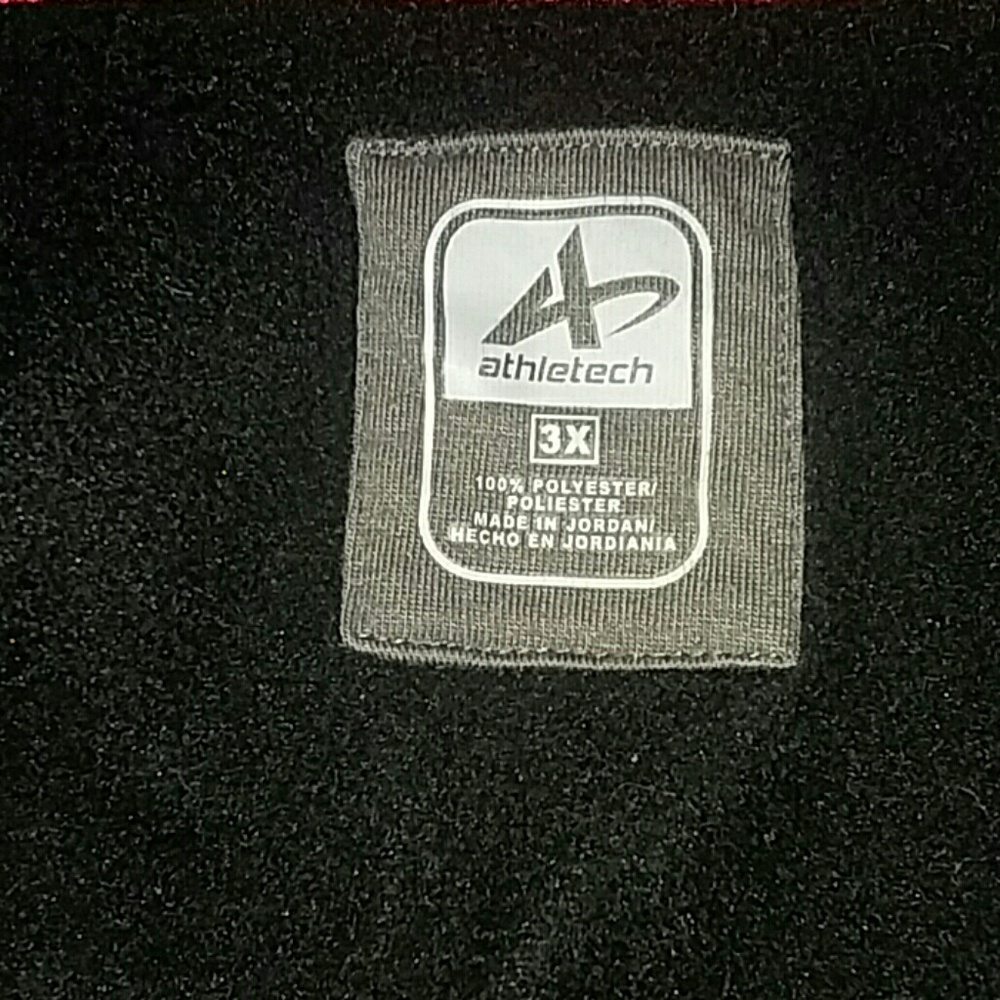 athletech
3X
100% POLYESTER/
POLIESTER
MADE IN JORDAN/
HECHO EN JORDIANIA